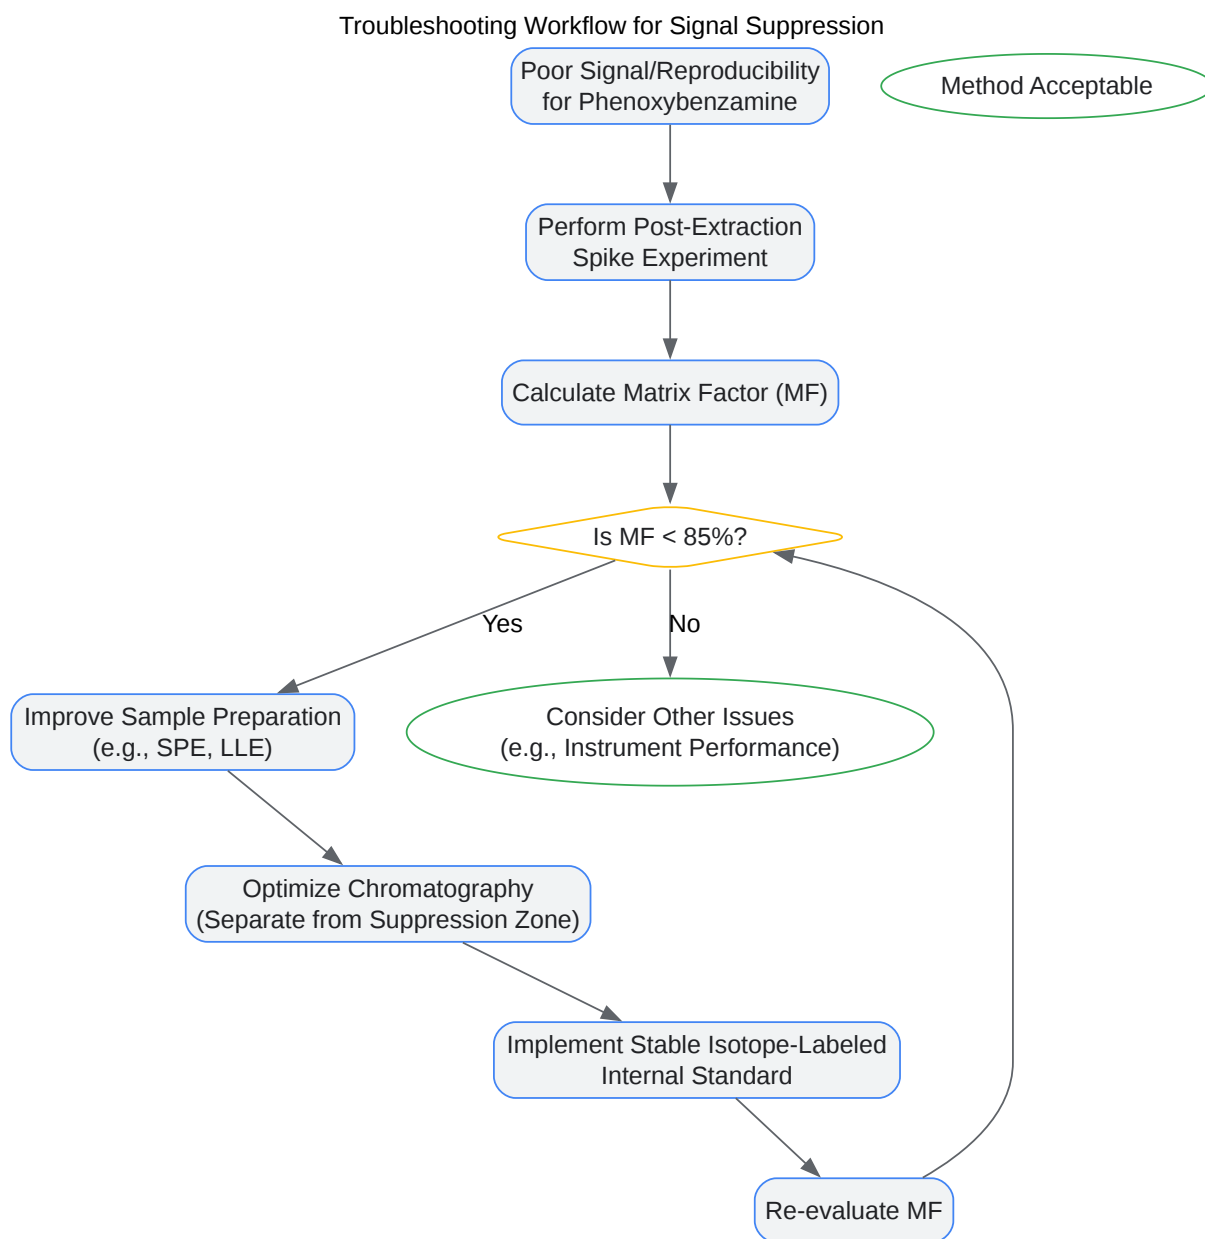 Troubleshooting Workflow for Signal Suppression
Poor Signal/Reproducibility
for Phenoxybenzamine
Method Acceptable
Perform Post-Extraction
Spike Experiment
Calculate Matrix Factor (MF)
Is MF < 85%?
Yes
No
Improve Sample Preparation
(e.g., SPE, LLE)
Consider Other Issues
(e.g., Instrument Performance)
Optimize Chromatography
(Separate from Suppression Zone)
Implement Stable Isotope-Labeled
Internal Standard
Re-evaluate MF